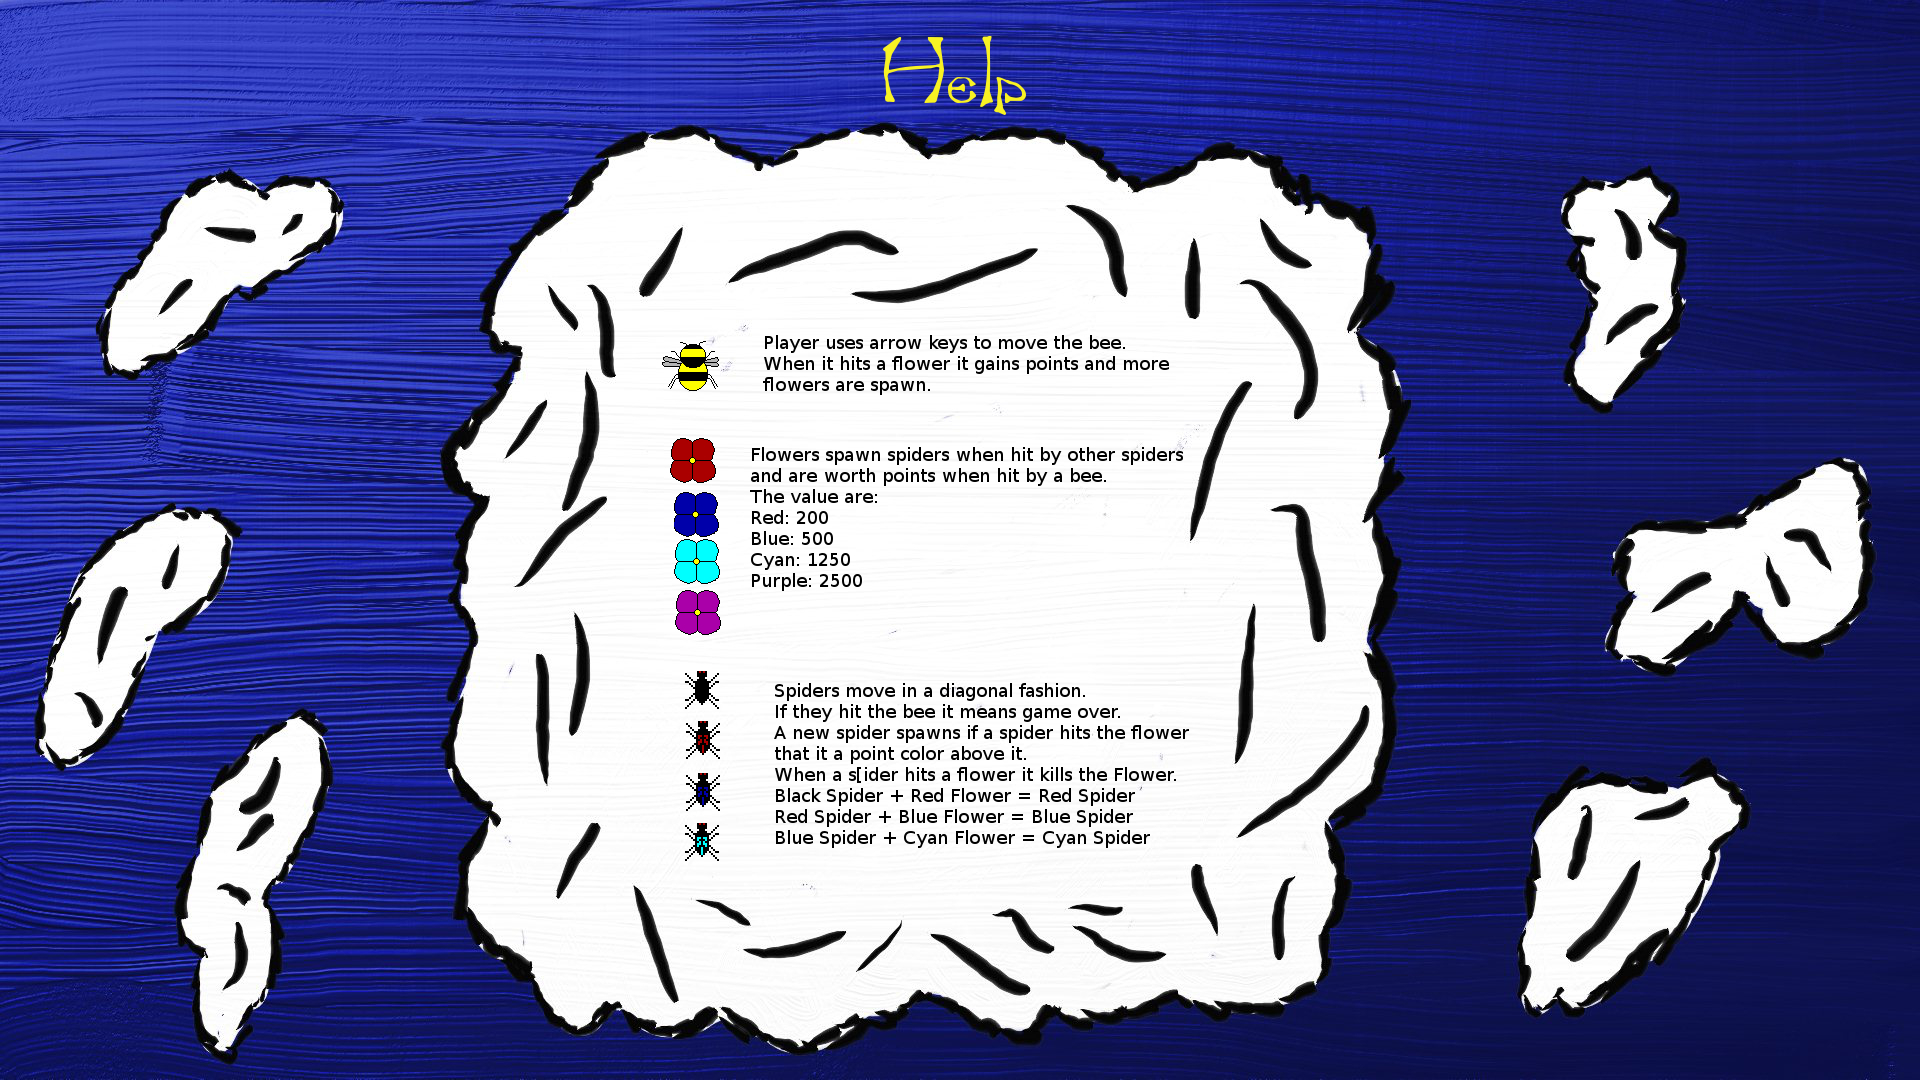 Help
Player uses arrow keys to move the bee.
When it hits a flower it gains points and more
flowers are spawn.
Flowers spawn spiders when hit by other spiders
and are worth points when hit by a bee.
The value are:
Red: 200
Blue: 500
Cyan: 1250
Purple: 2500
Spiders move in a diagonal fashion.
If they hit the bee it means game over.
A new spider spawns if a spider hits the flower
that it a point color above it.
When a s[ider hits a flower it kills the Flower.
Black Spider + Red Flower = Red Spider
Red Spider + Blue Flower = Blue Spider
Blue Spider + Cyan Flower = Cyan Spider